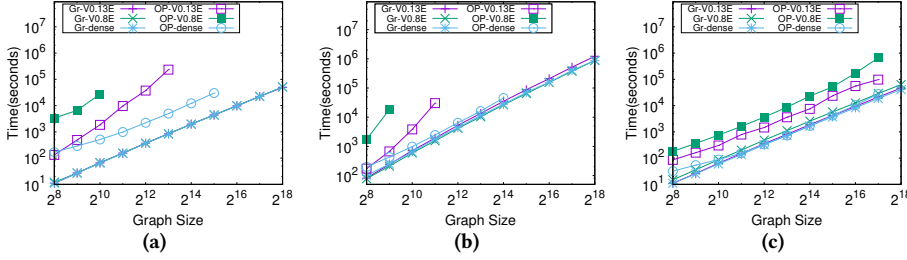 Gr-V0.13E OP-V0.13E
Gr-V0.8E OP-V0.8E
Gr-dense OP-dense
Time(seconds)
10^7
10^6
10^5
10^4
10^3
10^2
10^1
2^8 2^10 2^12 2^14 2^16 2^18
Graph Size
(a)
Gr-V0.13E OP-V0.13E
Gr-V0.8E OP-V0.8E
Gr-dense OP-dense
Time(seconds)
10^7
10^6
10^5
10^4
10^3
10^2
2^8 2^10 2^12 2^14 2^16 2^18
Graph Size
(b)
Gr-V0.13E OP-V0.13E
Gr-V0.8E OP-V0.8E
Gr-dense OP-dense
Time(seconds)
10^7
10^6
10^5
10^4
10^3
10^2
10^1
2^8 2^10 2^12 2^14 2^16 2^18
Graph Size
(c)